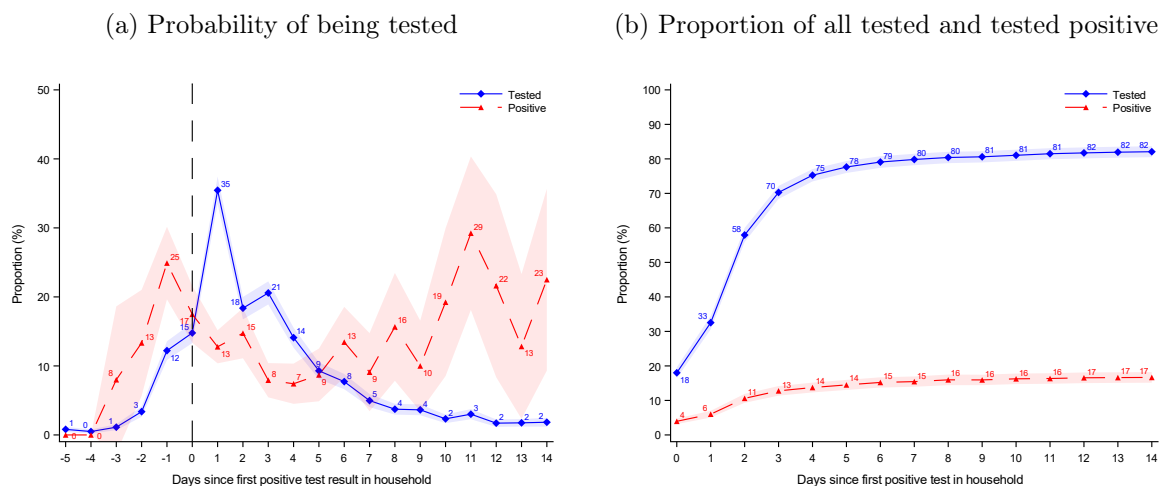 (a) Probability of being tested
(b) Proportion of all tested and tested positive
50
40
30
20
10
0
Proportion (%)
Tested
Positive
1 0 1 3 12 15 35 18 21 14 9 8 5 4 4 2 3 2 2 2
0 0 8 13 25 17 13 15 8 7 9 13 9 16 10 19 29 22 13 23
-5 -4 -3 -2 -1 0 1 2 3 4 5 6 7 8 9 10 11 12 13 14
Days since first positive test result in household
100
90
80
70
60
50
40
30
20
10
0
Proportion (%)
Tested
Positive
18 33 58 70 75 78 79 80 80 81 81 81 82 82 82
4 6 11 13 14 14 15 15 16 16 16 16 17 17 17
0 1 2 3 4 5 6 7 8 9 10 11 12 13 14
Days since first positive test in household